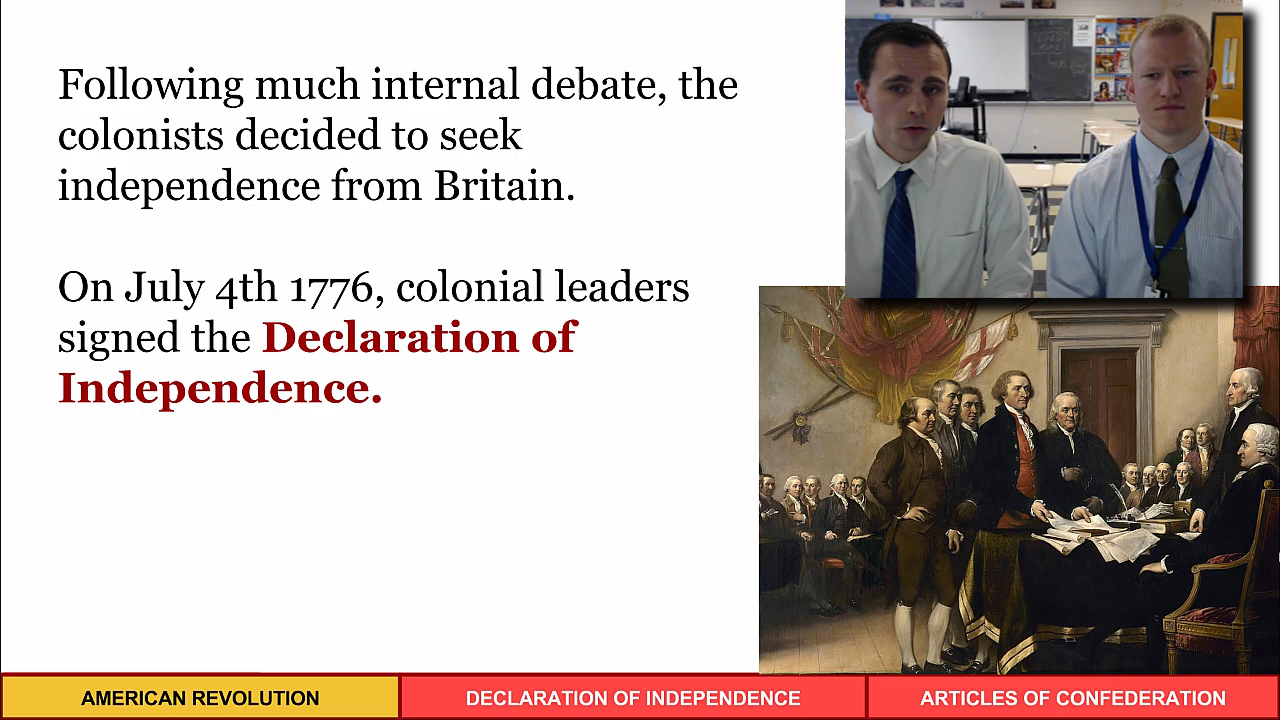 Following much internal debate, the
colonists decided to seek
independence from Britain.
On July 4th 1776, colonial leaders
signed the Declaration of
Independence.
AMERICAN REVOLUTION
DECLARATION OF INDEPENDENCE
ARTICLES OF CONFEDERATION